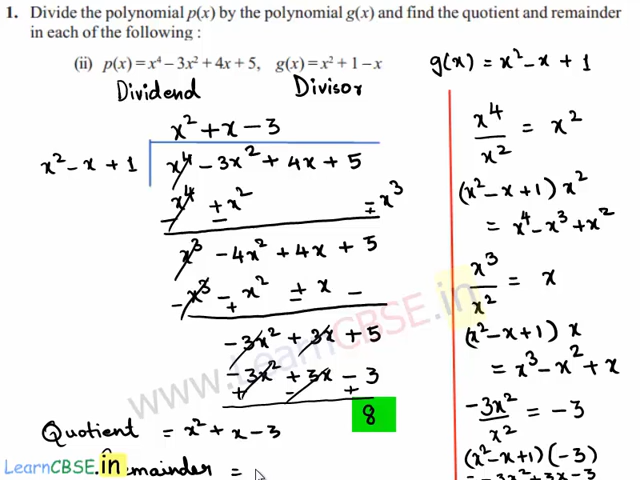 1. Divide the polynomial p(x) by the polynomial g(x) and find the quotient and remainder
in each of the following :
(ii) p(x) = x⁴ – 3x² + 4x + 5, g(x) = x² + 1 – x
g(x) = x² - x + 1
Dividend Divisor
x² + x - 3
x² - x + 1
x⁴ - 3x² + 4x + 5
x⁴ + x² - x³
- - +
x³ - 4x² + 4x + 5
x³ - x² + x
- + -
-3x² + 3x + 5
-3x² + 3x - 3
+ - +
8
Quotient = x² + x - 3
Remainder =
x⁴/x² = x²
(x² - x + 1) x²
= x⁴ - x³ + x²
x³/x² = x
(x² - x + 1) x
= x³ - x² + x
-3x²/x² = -3
(x² - x + 1) (-3)
= -3x² + 3x - 3
www.LearnCBSE.in
LearnCBSE.in